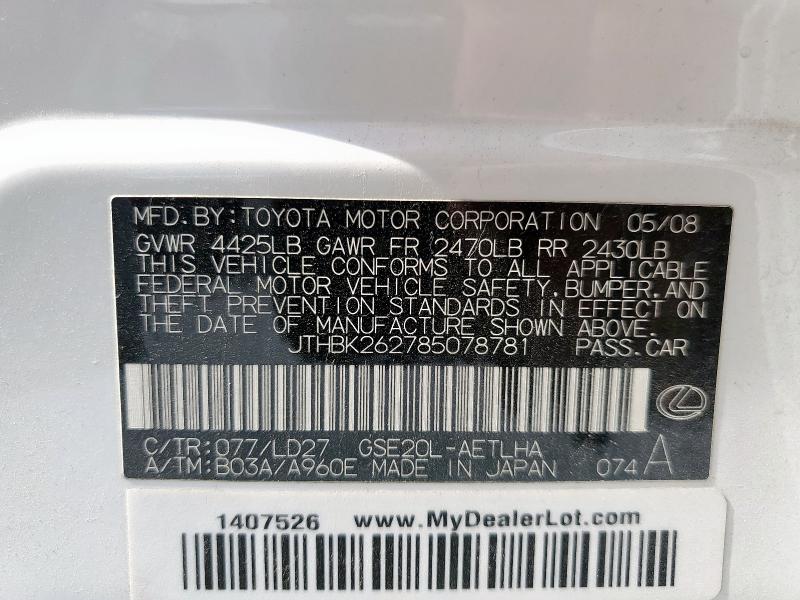 MFD.BY:TOYOTA MOTOR CORPORATION 05/08
GVWR 4425LB GAWR FR 2470LB RR 2430LB
THIS VEHICLE CONFORMS TO ALL APPLICABLE
FEDERAL MOTOR VEHICLE SAFETY,BUMPER,AND
THEFT PREVENTION STANDARDS IN EFFECT ON
THE DATE OF MANUFACTURE SHOWN ABOVE.
JTHBK262785078781 PASS.CAR
C/TR:077/LD27 GSE20L-AETLHA
A/TM:B03A/A960E MADE IN JAPAN 074 A
1407526 www.MyDealerLot.com